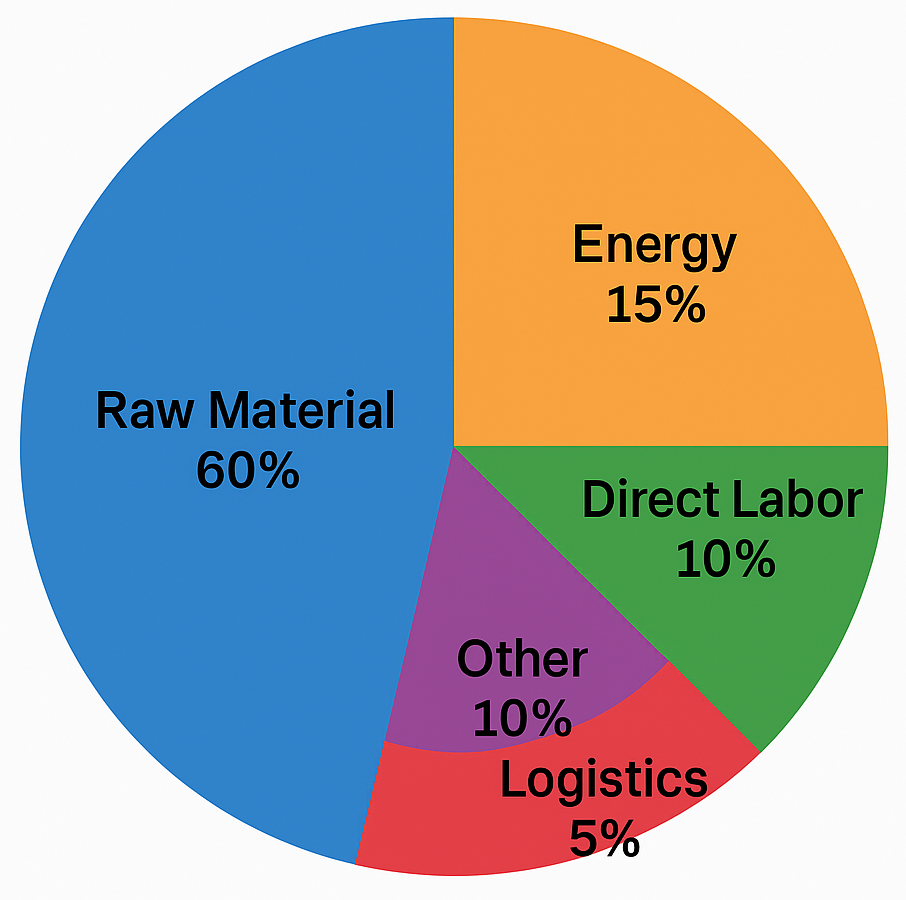 Energy
15%
Raw Material
60%
Direct Labor
10%
Other
10%
Logistics
5%